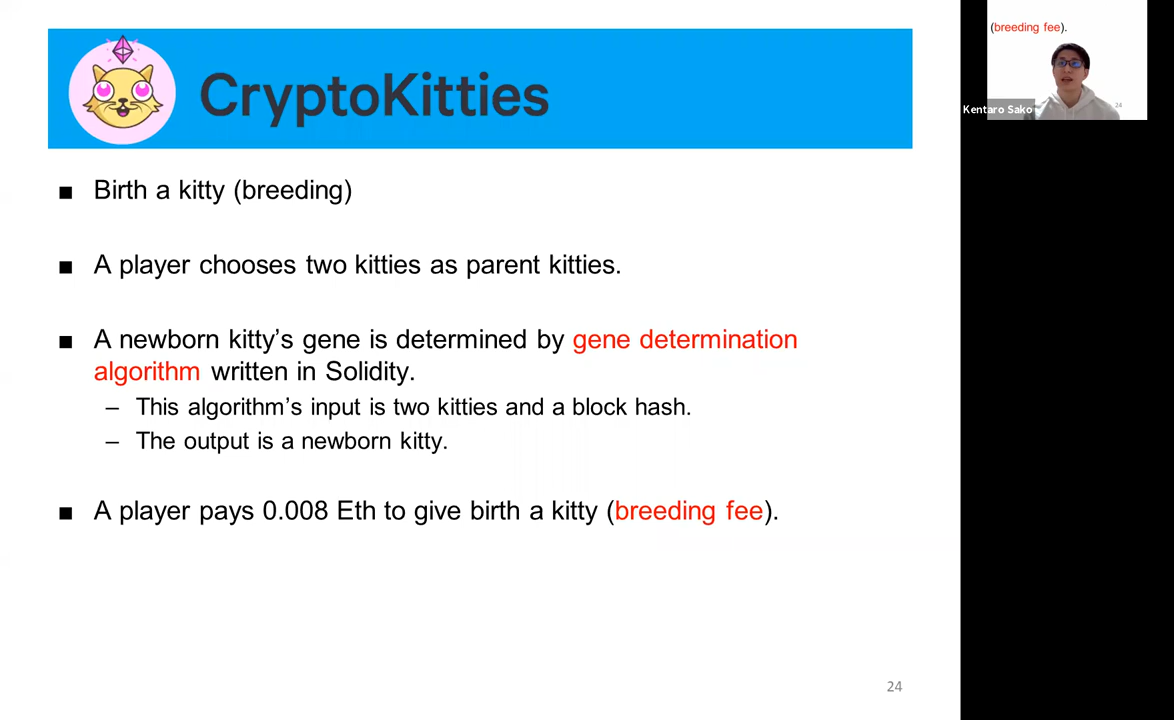 CryptoKitties
■ Birth a kitty (breeding)
■ A player chooses two kitties as parent kitties.
■ A newborn kitty’s gene is determined by gene determination
algorithm written in Solidity.
– This algorithm’s input is two kitties and a block hash.
– The output is a newborn kitty.
■ A player pays 0.008 Eth to give birth a kitty (breeding fee).
24
(breeding fee).
Kentaro Sako
24